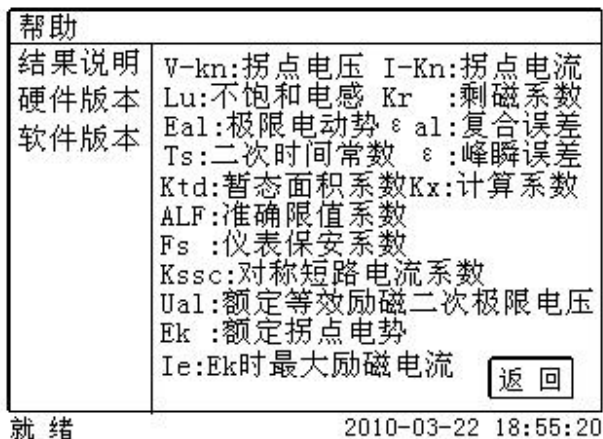 帮助
结果说明
硬件版本
软件版本
V-kn:拐点电压 I-Kn:拐点电流
Lu:不饱和电感 Kr :剩磁系数
Eal:极限电动势 εal:复合误差
Ts:二次时间常数 ε:峰瞬误差
Ktd:暂态面积系数Kx:计算系数
ALF:准确限值系数
Fs :仪表保安系数
Kssc:对称短路电流系数
Ual:额定等效励磁二次极限电压
Ek :额定拐点电势
Ie:Ek时最大励磁电流
返 回
就 绪 2010-03-22 18:55:20